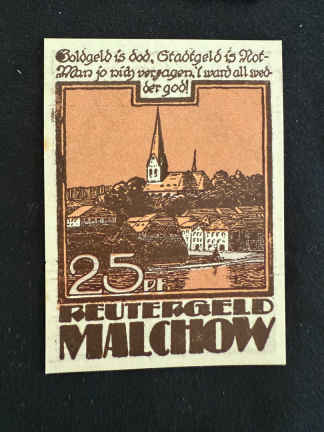 Goldgeld is dod, Stadtgeld is Not-
Man jo nich verzagen, 't ward all wed-
der god!
25 Pf.
REUTERGELD
MALCHOW